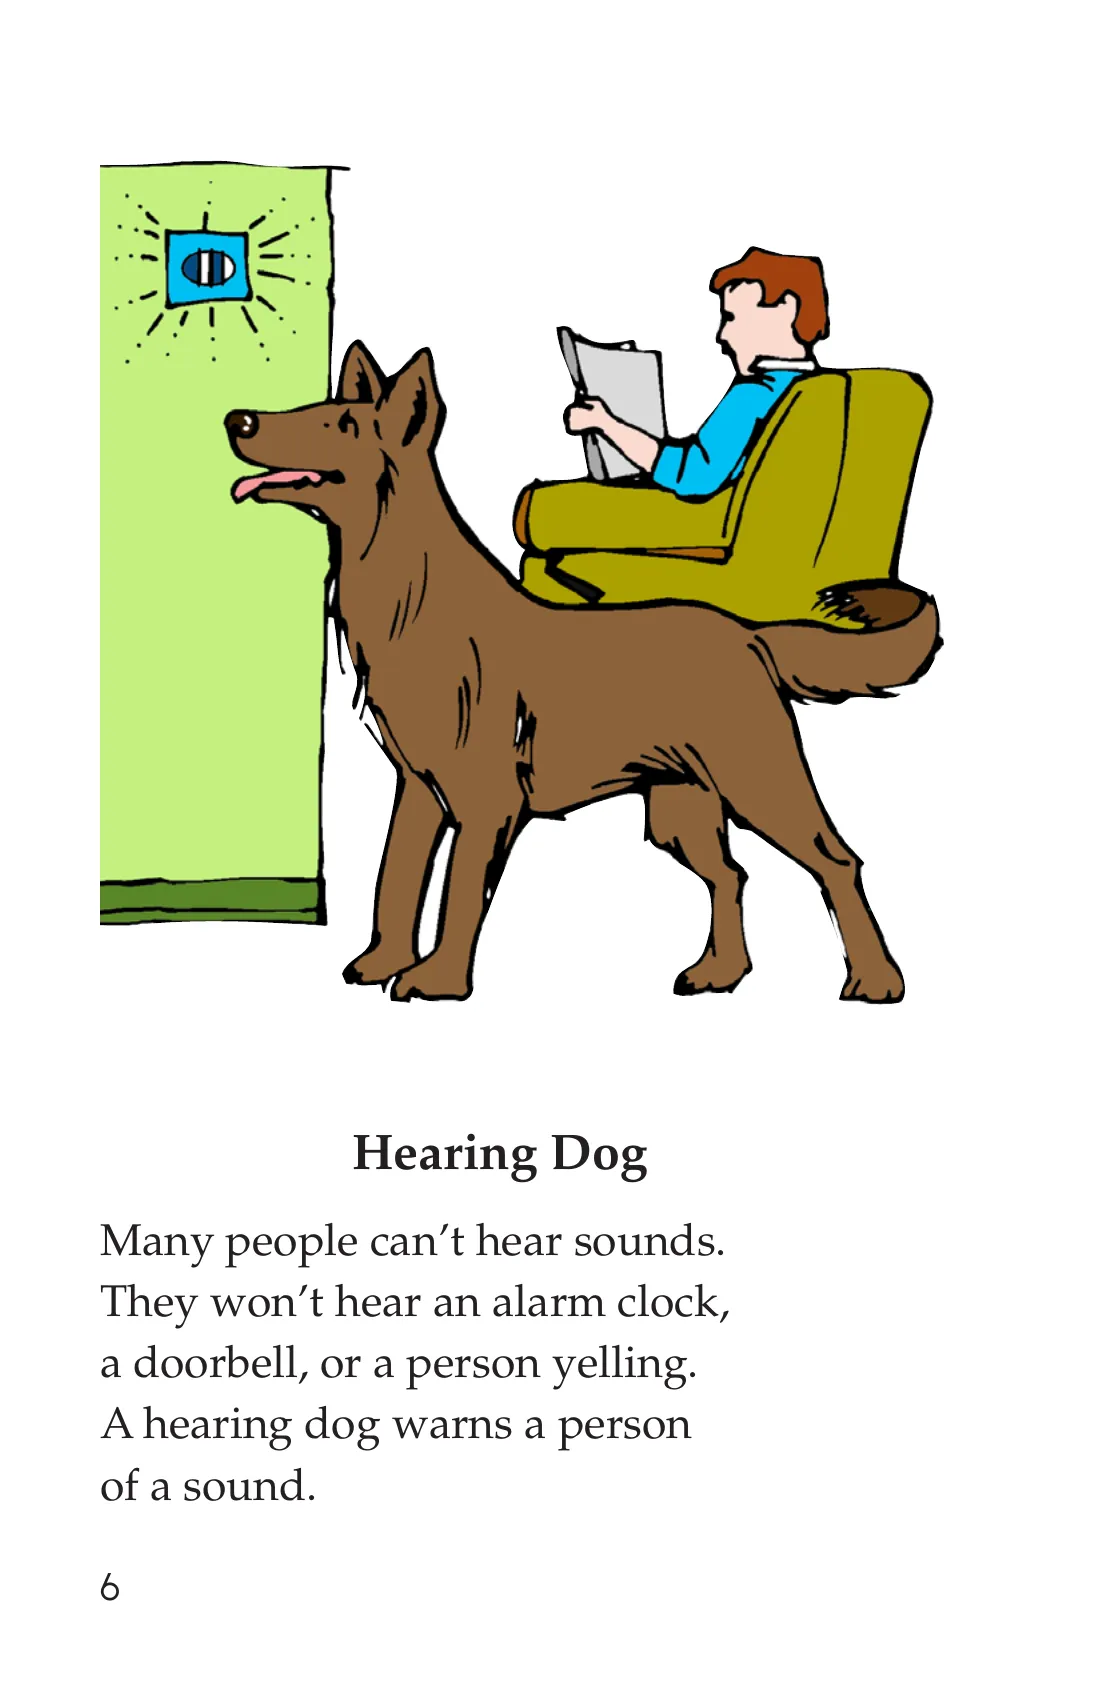 Hearing Dog
Many people can’t hear sounds.
They won’t hear an alarm clock,
a doorbell, or a person yelling.
A hearing dog warns a person
of a sound.
6